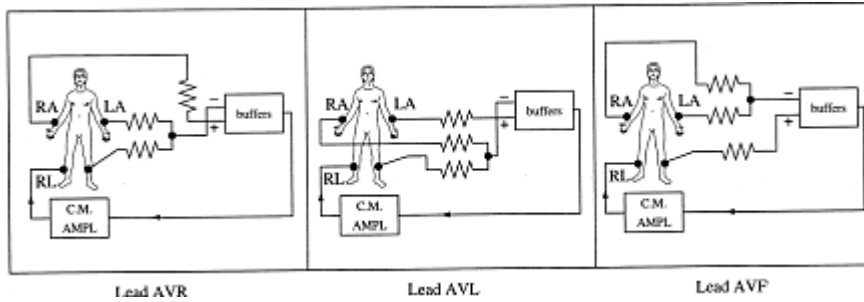 RA LA
− +
buffers
RL
C.M.
AMPL
RA LA
− +
buffers
RL
C.M.
AMPL
RA LA
− +
buffers
RL
C.M.
AMPL
Lead AVR
Lead AVL
Lead AVF